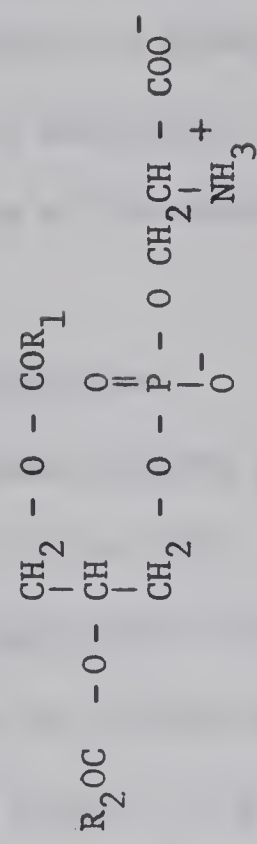 CH2 - O - COR1
R2OC - O - CH O
CH2 - O - P - O CH2CH - COO-
O- NH3+